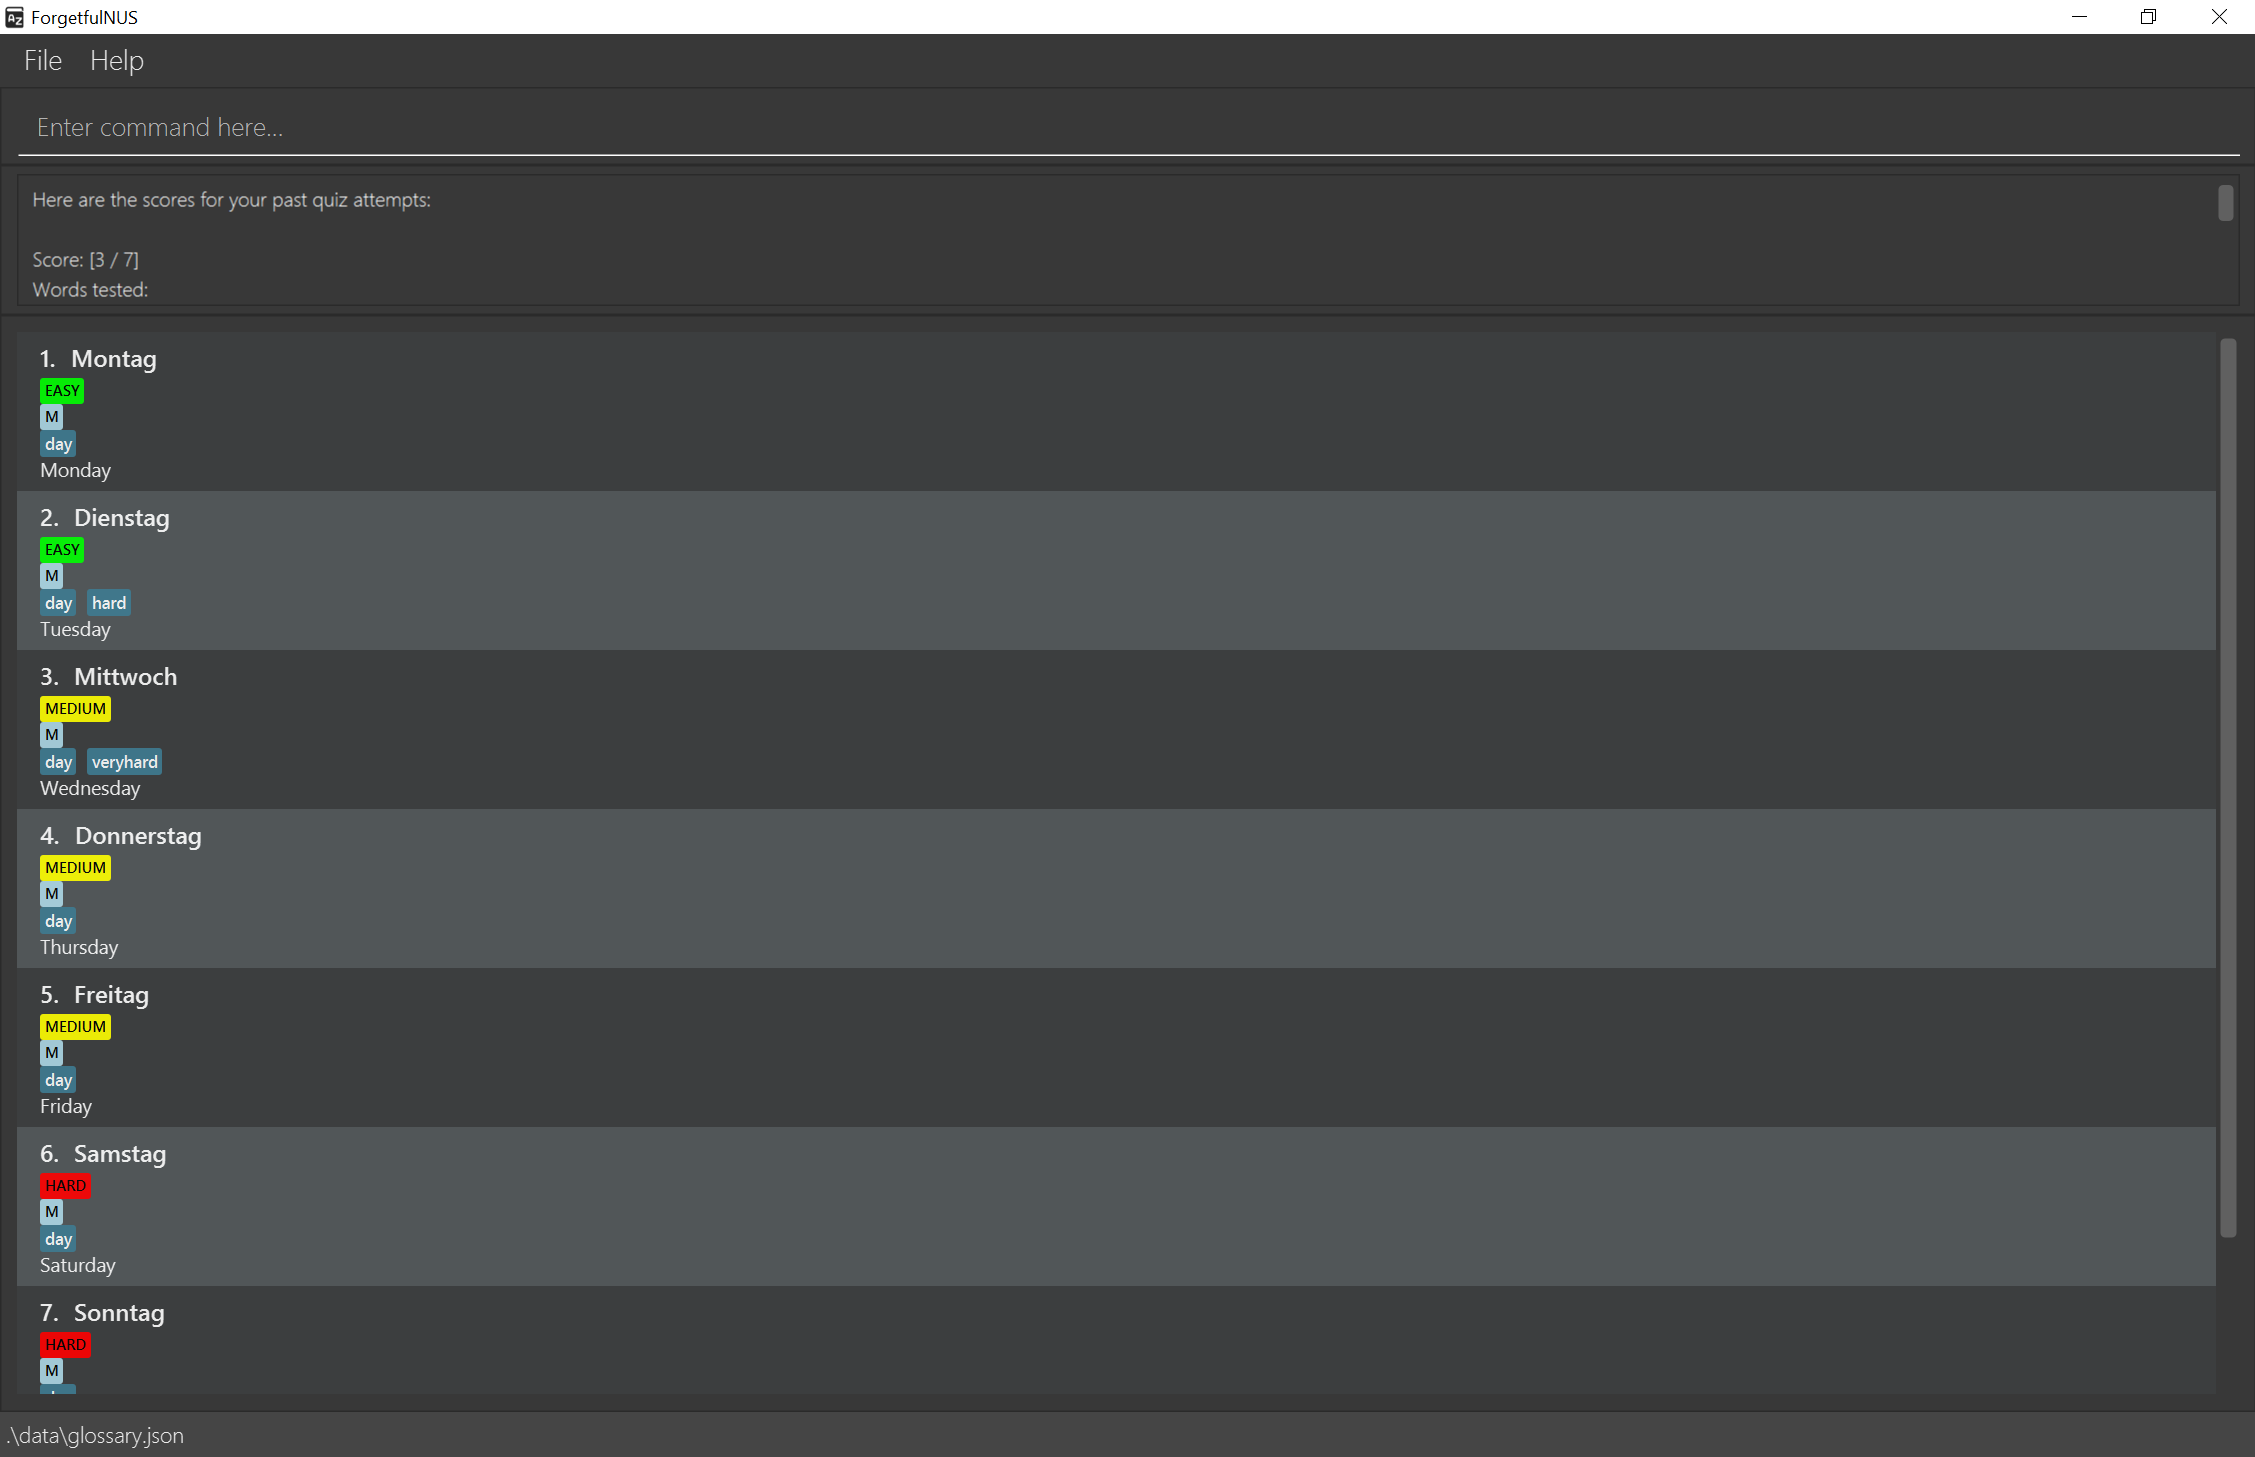 ForgetfulNUS
File Help
Enter command here...
Here are the scores for your past quiz attempts:
Score: [3 / 7]
Words tested:
1. Montag
EASY
M
day
Monday
2. Dienstag
EASY
M
day hard
Tuesday
3. Mittwoch
MEDIUM
M
day veryhard
Wednesday
4. Donnerstag
MEDIUM
M
day
Thursday
5. Freitag
MEDIUM
M
day
Friday
6. Samstag
HARD
M
day
Saturday
7. Sonntag
HARD
M
.\data\glossary.json